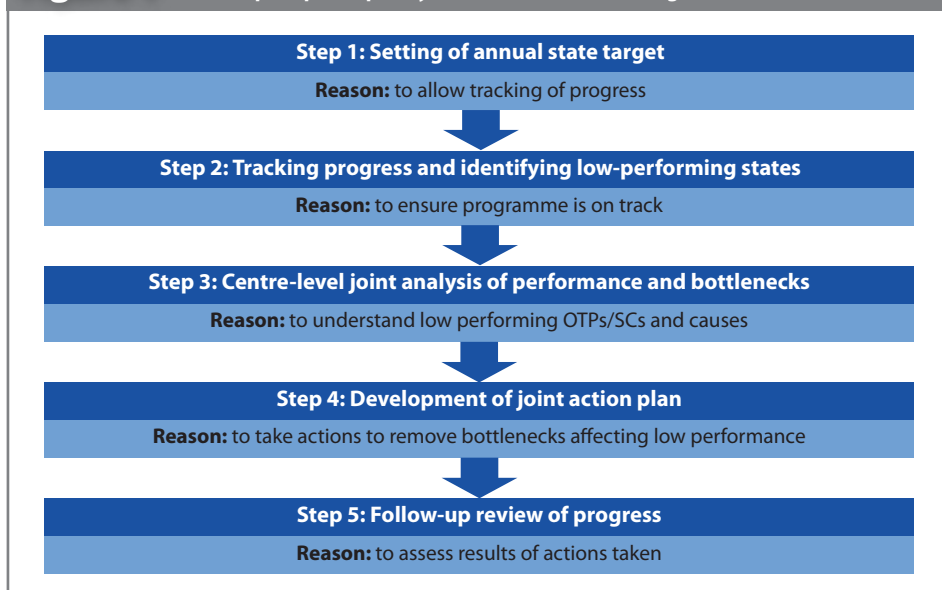 Step 1: Setting of annual state target
Reason: to allow tracking of progress
Step 2: Tracking progress and identifying low-performing states
Reason: to ensure programme is on track
Step 3: Centre-level joint analysis of performance and bottlenecks
Reason: to understand low performing OTPs/SCs and causes
Step 4: Development of joint action plan
Reason: to take actions to remove bottlenecks affecting low performance
Step 5: Follow-up review of progress
Reason: to assess results of actions taken